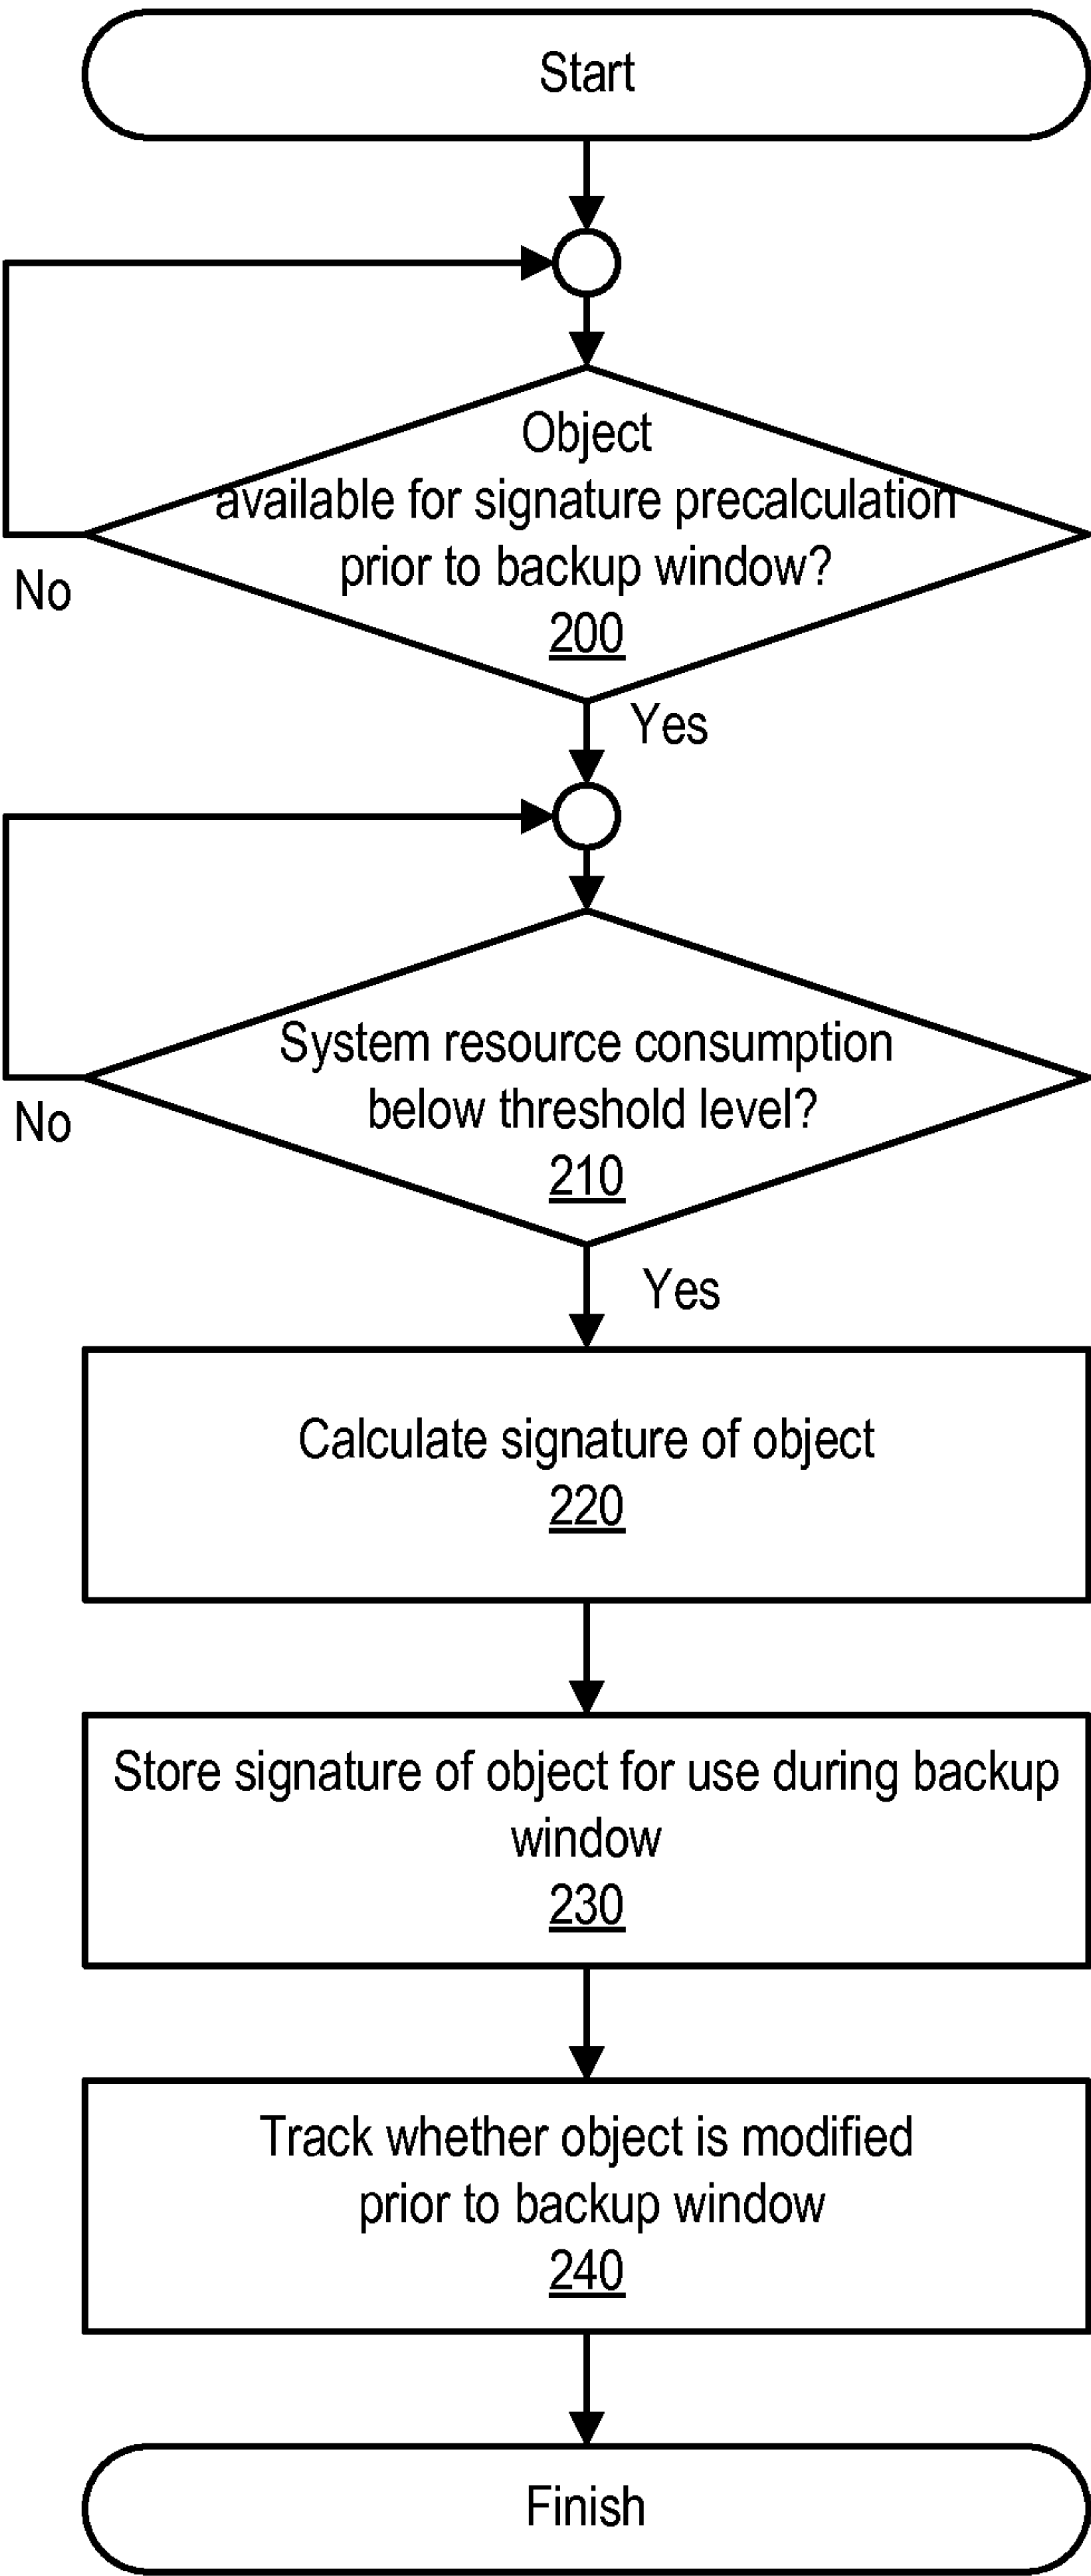 Start
Object
available for signature precalculation
prior to backup window?
200
No
Yes
System resource consumption
below threshold level?
210
No
Yes
Calculate signature of object
220
Store signature of object for use during backup
window
230
Track whether object is modified
prior to backup window
240
Finish